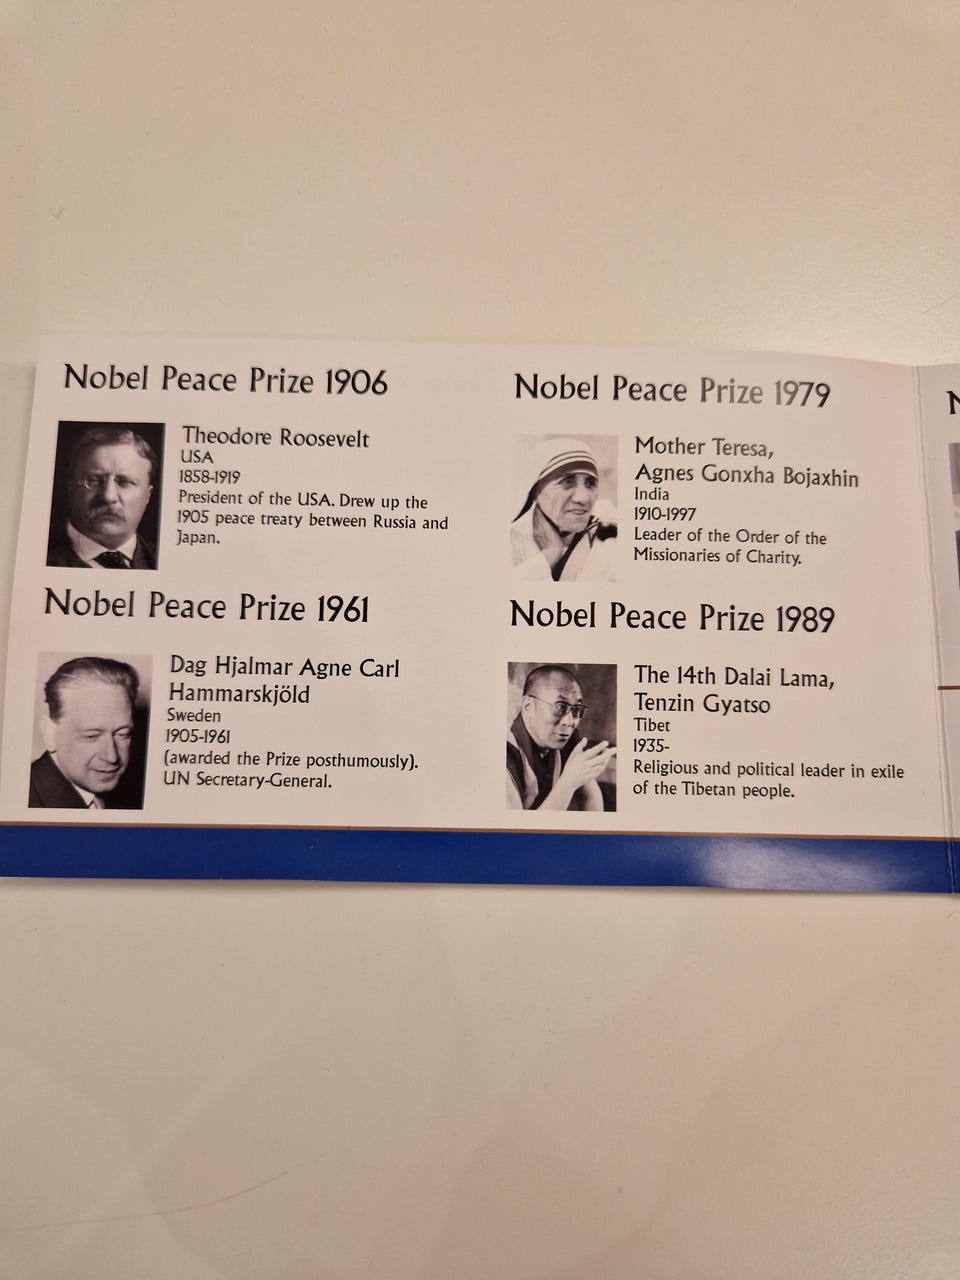 Nobel Peace Prize 1906
Theodore Roosevelt
USA
1858-1919
President of the USA. Drew up the
1905 peace treaty between Russia and
Japan.
Nobel Peace Prize 1961
Dag Hjalmar Agne Carl
Hammarskjöld
Sweden
1905-1961
(awarded the Prize posthumously).
UN Secretary-General.
Nobel Peace Prize 1979
Mother Teresa,
Agnes Gonxha Bojaxhin
India
1910-1997
Leader of the Order of the
Missionaries of Charity.
Nobel Peace Prize 1989
The 14th Dalai Lama,
Tenzin Gyatso
Tibet
1935-
Religious and political leader in exile
of the Tibetan people.